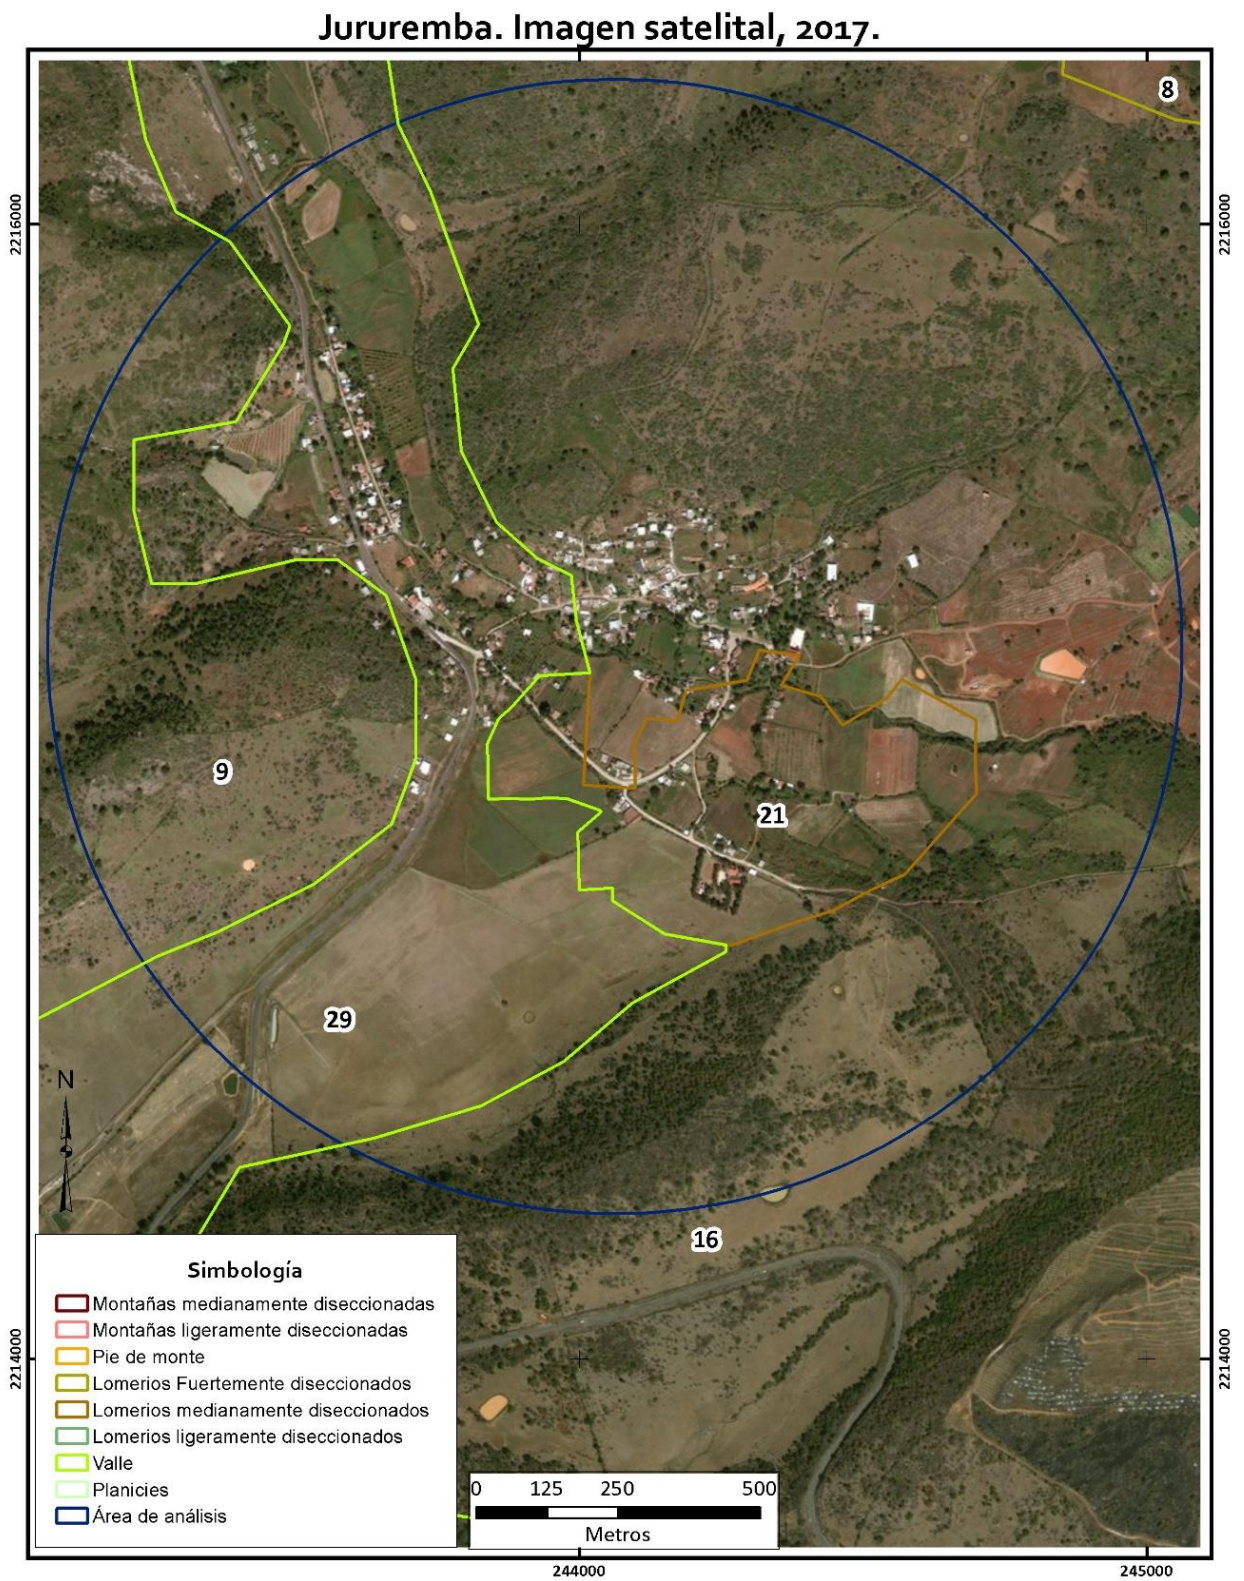 Jururemba. Imagen satelital, 2017.
8
2216000
2216000
9
21
29
N
16
Simbología
Montañas medianamente diseccionadas
Montañas ligeramente diseccionadas
Pie de monte
Lomerios Fuertemente diseccionados
Lomerios medianamente diseccionados
Lomerios ligeramente diseccionados
Valle
Planicies
Área de análisis
2214000
2214000
0 125 250 500
Metros
244000
245000